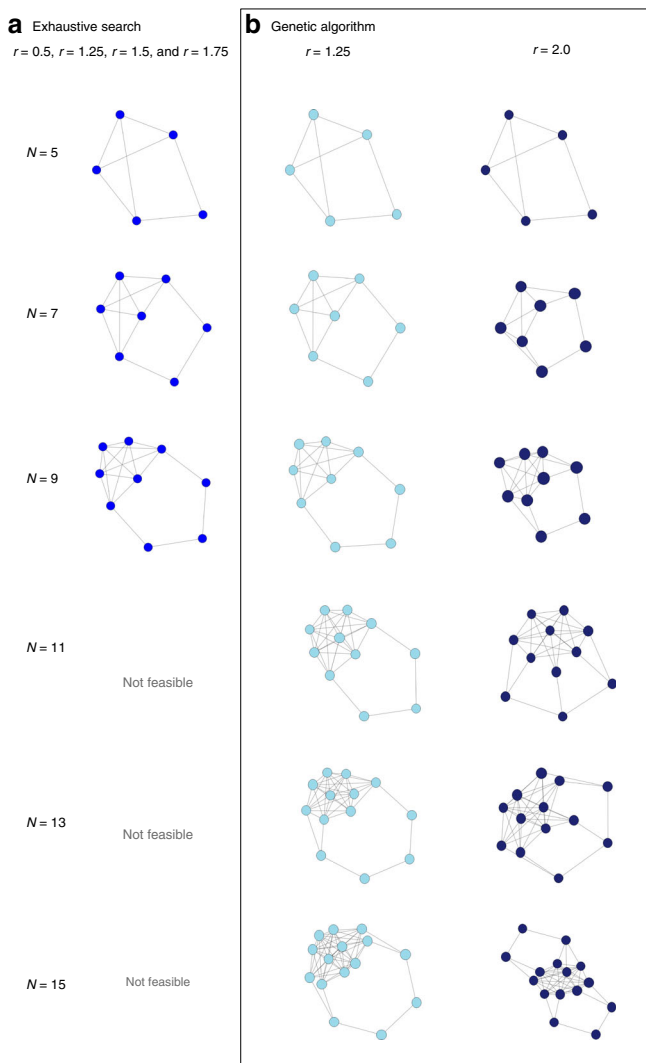 a Exhaustive search
r = 0.5, r = 1.25, r = 1.5, and r = 1.75
b Genetic algorithm
r = 1.25
r = 2.0
N = 5
N = 7
N = 9
N = 11
Not feasible
N = 13
Not feasible
N = 15
Not feasible